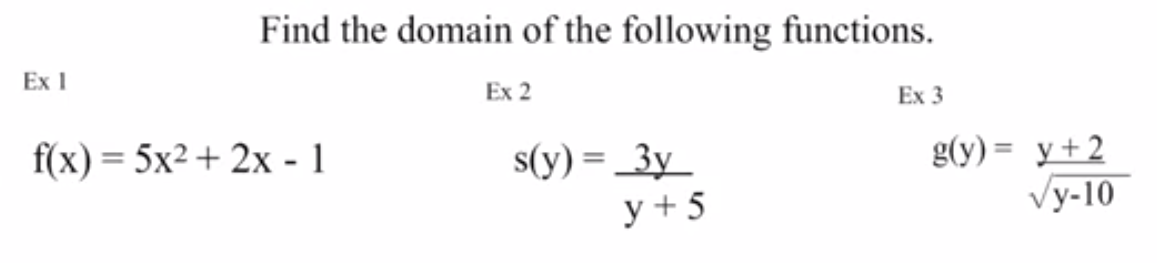 Find the domain of the following functions.
Ex 1
f(x) = 5x² + 2x - 1
Ex 2
s(y) = 3y
y + 5
Ex 3
g(y) = y + 2
√y-10